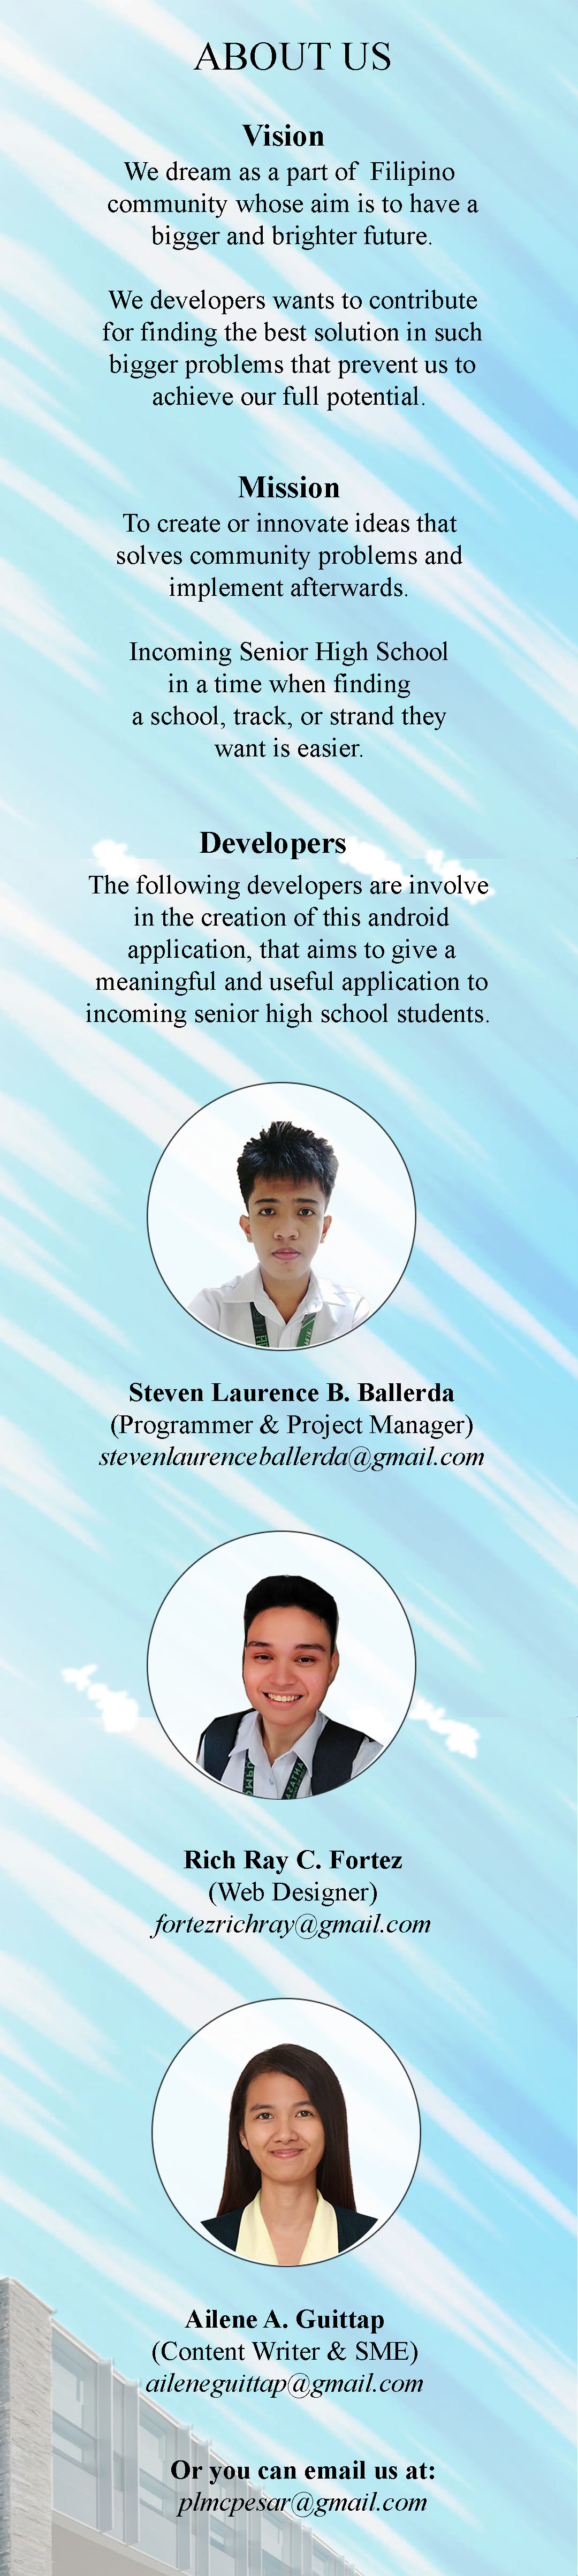 ABOUT US
Vision
We dream as a part of Filipino
community whose aim is to have a
bigger and brighter future.
We developers wants to contribute
for finding the best solution in such
bigger problems that prevent us to
achieve our full potential.
Mission
To create or innovate ideas that
solves community problems and
implement afterwards.
Incoming Senior High School
in a time when finding
a school, track, or strand they
want is easier.
Developers
The following developers are involve
in the creation of this android
application, that aims to give a
meaningful and useful application to
incoming senior high school students.
Steven Laurence B. Ballerda
(Programmer & Project Manager)
stevenlaurenceballerda@gmail.com
Rich Ray C. Fortez
(Web Designer)
fortezrichray@gmail.com
Ailene A. Guittap
(Content Writer & SME)
aileneguittap@gmail.com
Or you can email us at:
plmcpesar@gmail.com